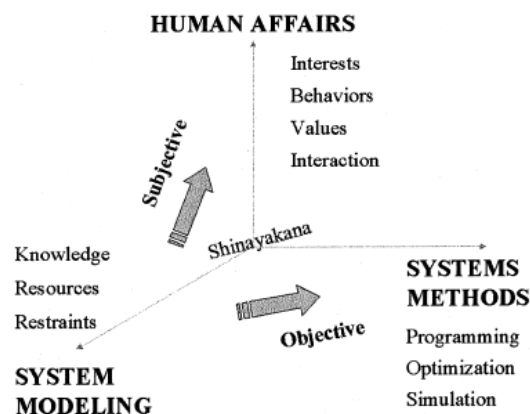 HUMAN AFFAIRS
Interests
Behaviors
Values
Interaction
Subjective
Shinayakana
Knowledge
Resources
Restraints
SYSTEMS
METHODS
Objective
Programming
Optimization
Simulation
SYSTEM
MODELING